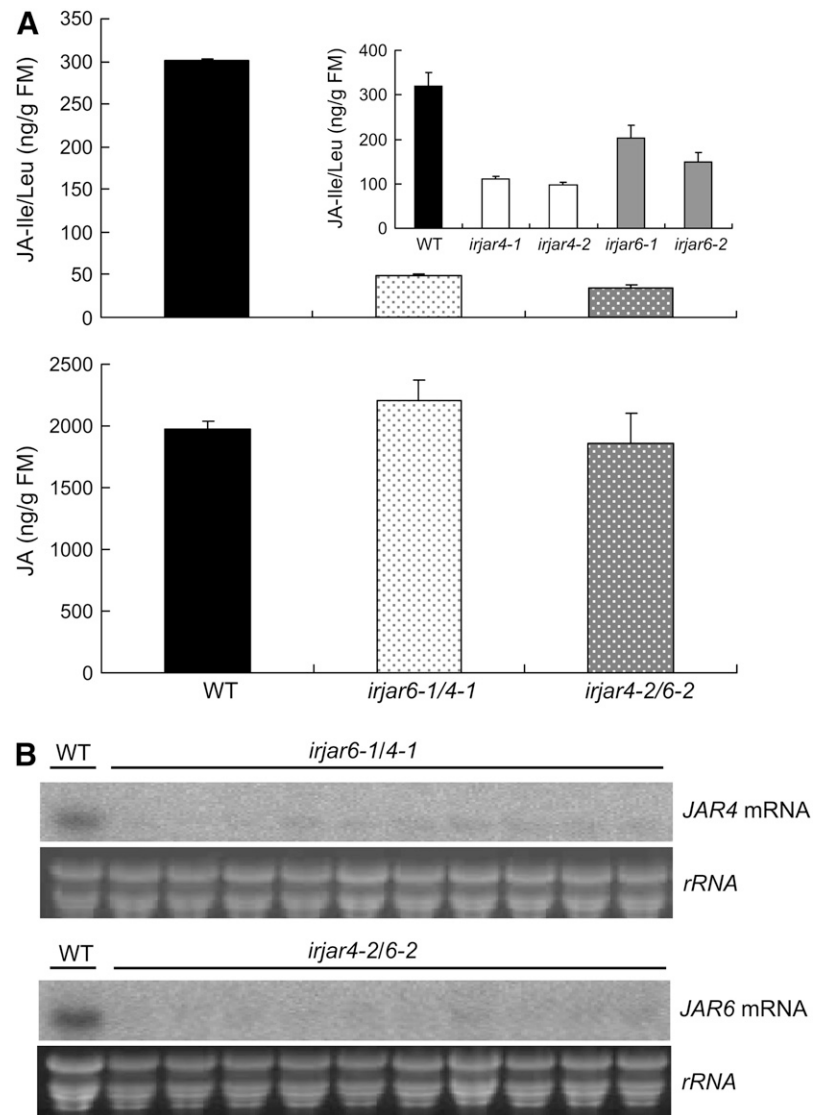 A
JA-Ile/Leu (ng/g FM)
350
300
250
200
150
100
50
0
JA-Ile/Leu (ng/g FM)
400
300
200
100
0
WT irjar4-1 irjar4-2 irjar6-1 irjar6-2
JA (ng/g FM)
2500
2000
1500
1000
500
0
WT irjar6-1/4-1 irjar4-2/6-2
B
WT irjar6-1/4-1
JAR4 mRNA
rRNA
WT irjar4-2/6-2
JAR6 mRNA
rRNA